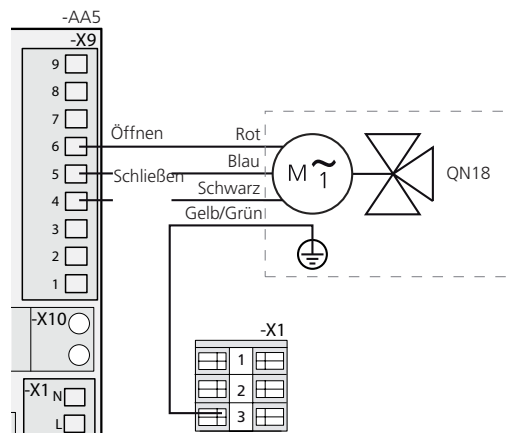 -AA5
-X9
9
8
7
6
5
4
3
2
1
Öffnen
Schließen
Rot
Blau
Schwarz
Gelb/Grün
M ~
1
QN18
-X10
-X1
N
L
-X1
1
2
3